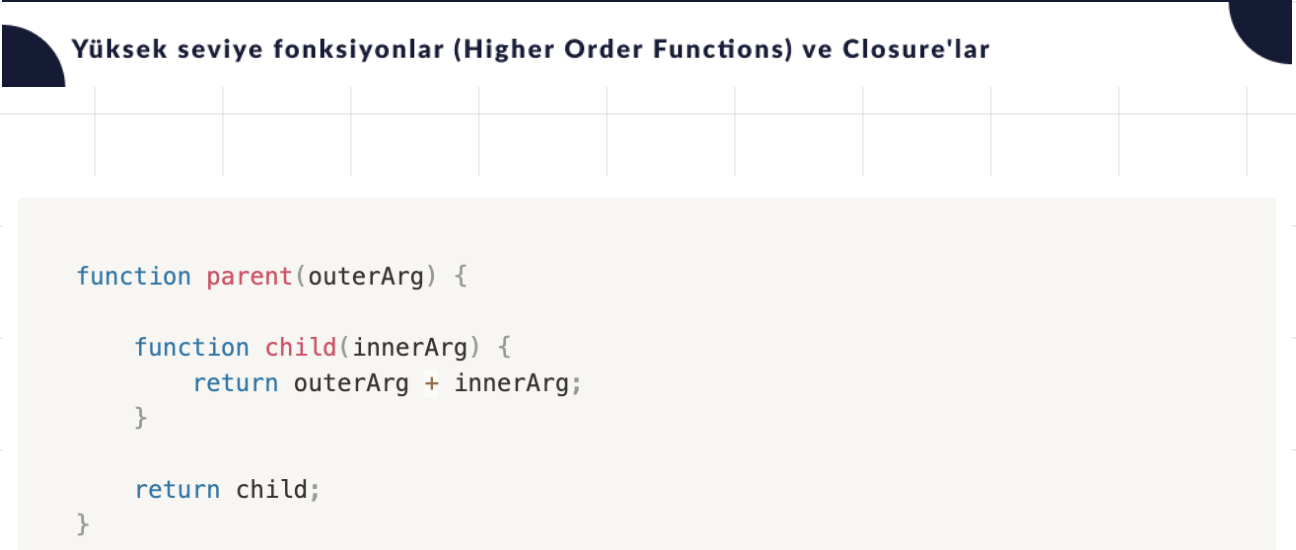 Yüksek seviye fonksiyonlar (Higher Order Functions) ve Closure'lar
function parent(outerArg) {
    function child(innerArg) {
        return outerArg + innerArg;
    }
    return child;
}